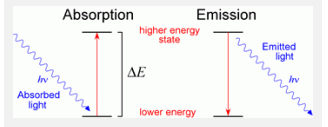 Absorption
Emission
higher energy
state
Emitted
light
hν
ΔE
hν
Absorbed
light
lower energy